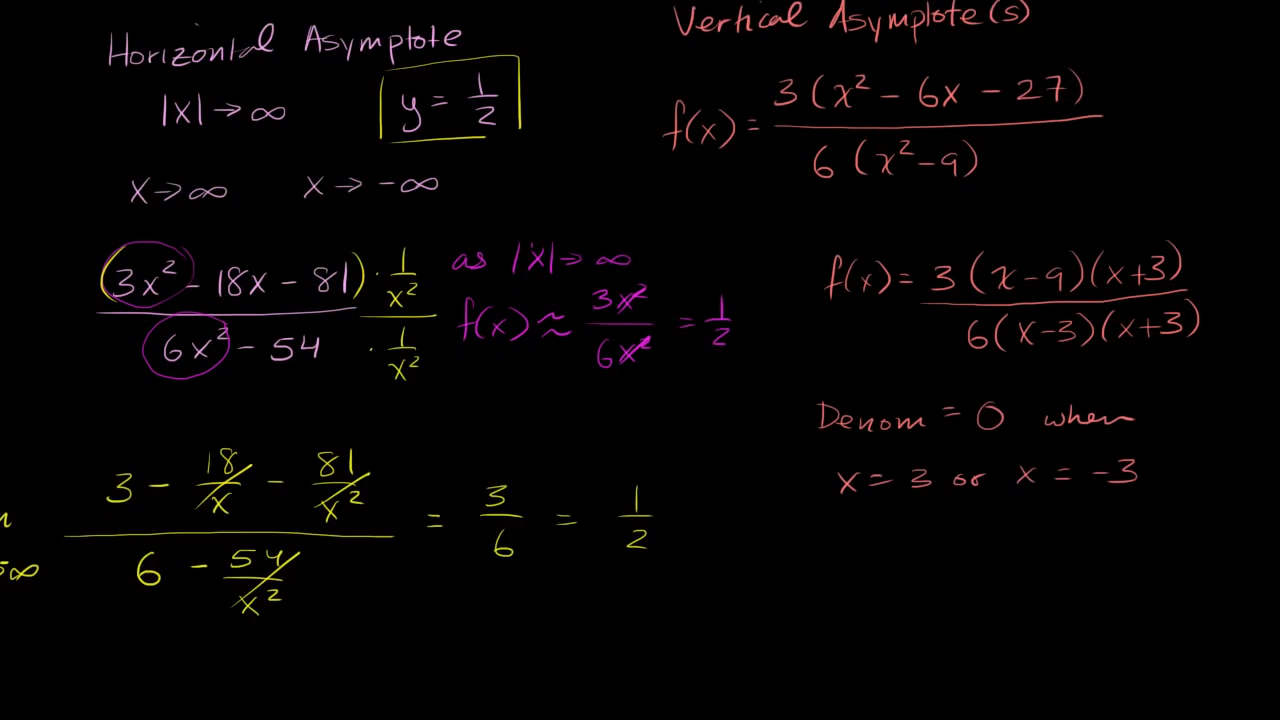 Horizontal Asymptote
|x| → ∞
y = 1/2
x → ∞ x → -∞
(3x² - 18x - 81) · 1/x²
6x² - 54 · 1/x²
as |x| → ∞
f(x) ≈ 3x²/6x² = 1/2
3 - 18/x - 81/x²
6 - 54/x²
= 3/6 = 1/2
∞
Vertical Asymptote(s)
f(x) = 3(x² - 6x - 27)
6(x² - 9)
f(x) = 3(x-9)(x+3)
6(x-3)(x+3)
Denom = 0 when
x = 3 or x = -3